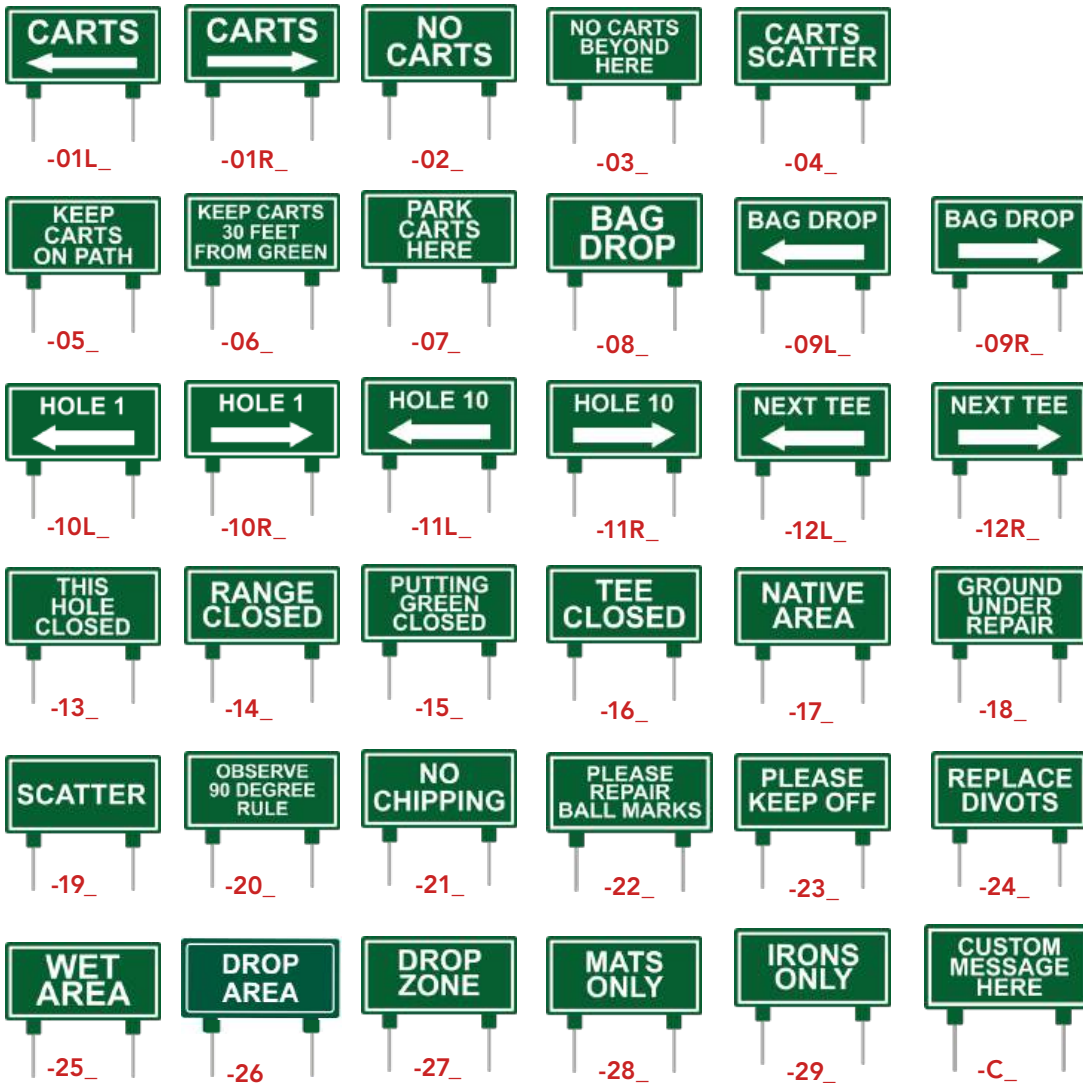 CARTS
-01L_
CARTS
-01R_
NO
CARTS
-02_
NO CARTS
BEYOND
HERE
-03_
CARTS
SCATTER
-04_
KEEP
CARTS
ON PATH
-05_
KEEP CARTS
30 FEET
FROM GREEN
-06_
PARK
CARTS
HERE
-07_
BAG
DROP
-08_
BAG DROP
-09L_
BAG DROP
-09R_
HOLE 1
-10L_
HOLE 1
-10R_
HOLE 10
-11L_
HOLE 10
-11R_
NEXT TEE
-12L_
NEXT TEE
-12R_
THIS
HOLE
CLOSED
-13_
RANGE
CLOSED
-14_
PUTTING
GREEN
CLOSED
-15_
TEE
CLOSED
-16_
NATIVE
AREA
-17_
GROUND
UNDER
REPAIR
-18_
SCATTER
-19_
OBSERVE
90 DEGREE
RULE
-20_
NO
CHIPPING
-21_
PLEASE
REPAIR
BALL MARKS
-22_
PLEASE
KEEP OFF
-23_
REPLACE
DIVOTS
-24_
WET
AREA
-25_
DROP
AREA
-26
DROP
ZONE
-27_
MATS
ONLY
-28_
IRONS
ONLY
-29_
CUSTOM
MESSAGE
HERE
-C_